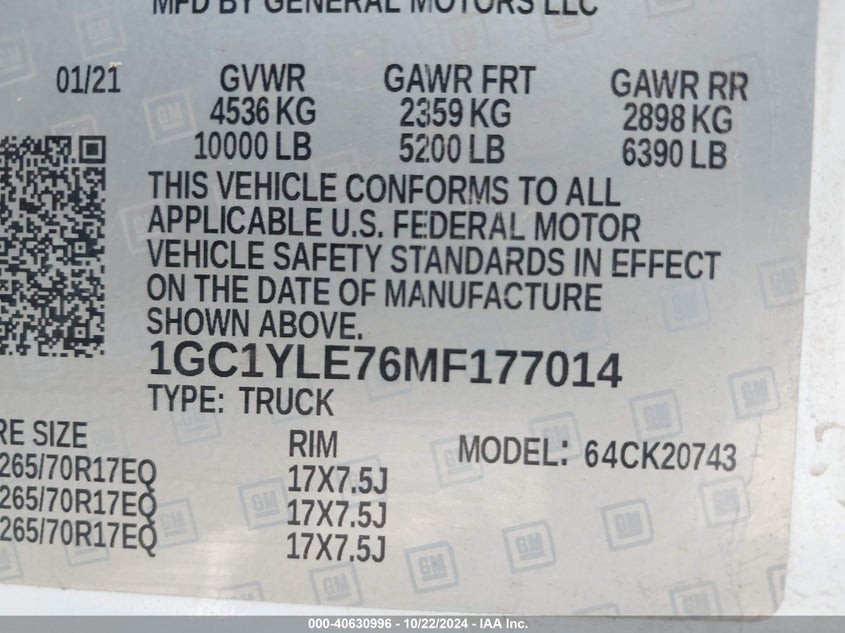 MFD BY GENERAL MOTORS LLC
01/21 GVWR GAWR FRT GAWR RR
4536 KG 2359 KG 2898 KG
10000 LB 5200 LB 6390 LB
THIS VEHICLE CONFORMS TO ALL
APPLICABLE U.S. FEDERAL MOTOR
VEHICLE SAFETY STANDARDS IN EFFECT
ON THE DATE OF MANUFACTURE
SHOWN ABOVE.
1GC1YLE76MF177014
TYPE: TRUCK
RE SIZE RIM MODEL: 64CK20743
265/70R17EQ 17X7.5J
265/70R17EQ 17X7.5J
265/70R17EQ 17X7.5J
GM
000-40630996 - 10/22/2024 - IAA Inc.